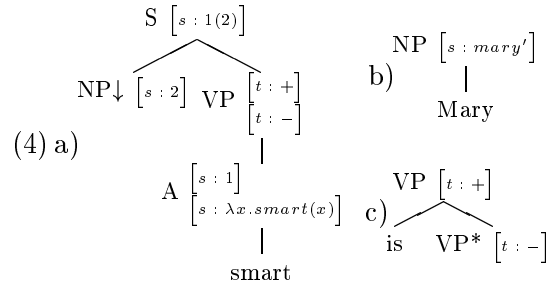 S [s : 1(2)]
NP↓ [s : 2] VP [t : +]
[t : −]
(4) a)
A [s : 1]
[s : λx.smart(x)]
smart
b) NP [s : mary′]
Mary
c) VP [t : +]
is VP* [t : −]